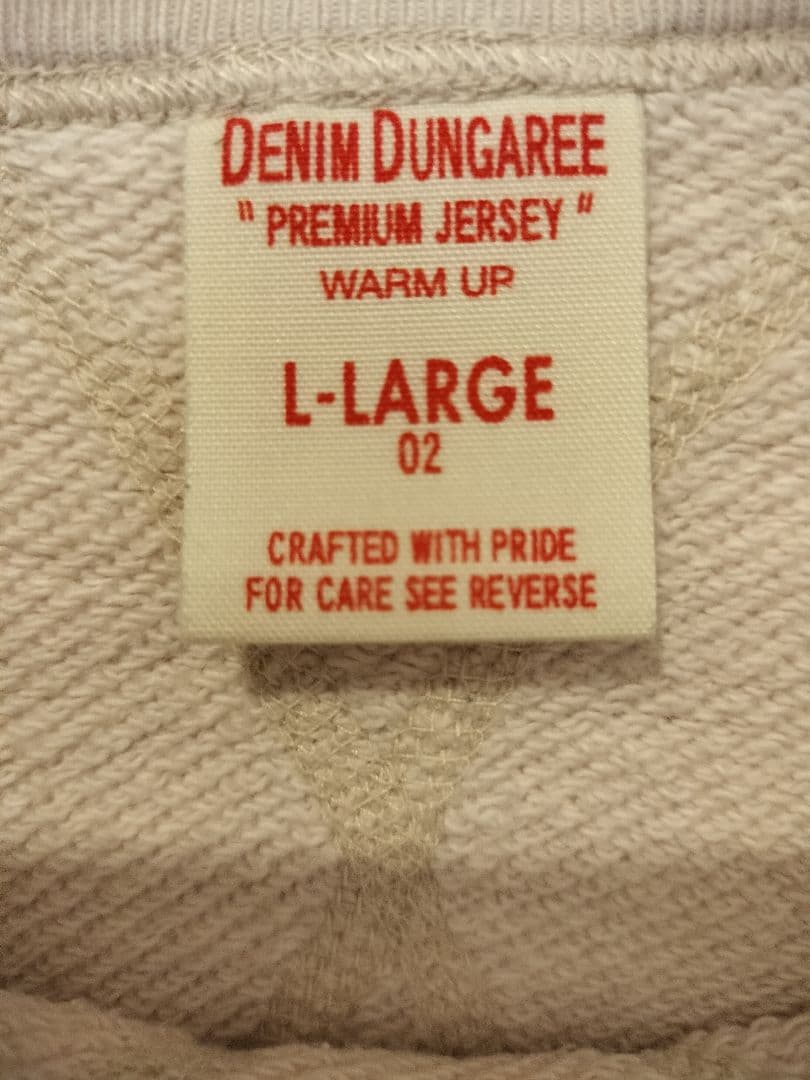 DENIM DUNGAREE
" PREMIUM JERSEY "
WARM UP
L-LARGE
02
CRAFTED WITH PRIDE
FOR CARE SEE REVERSE